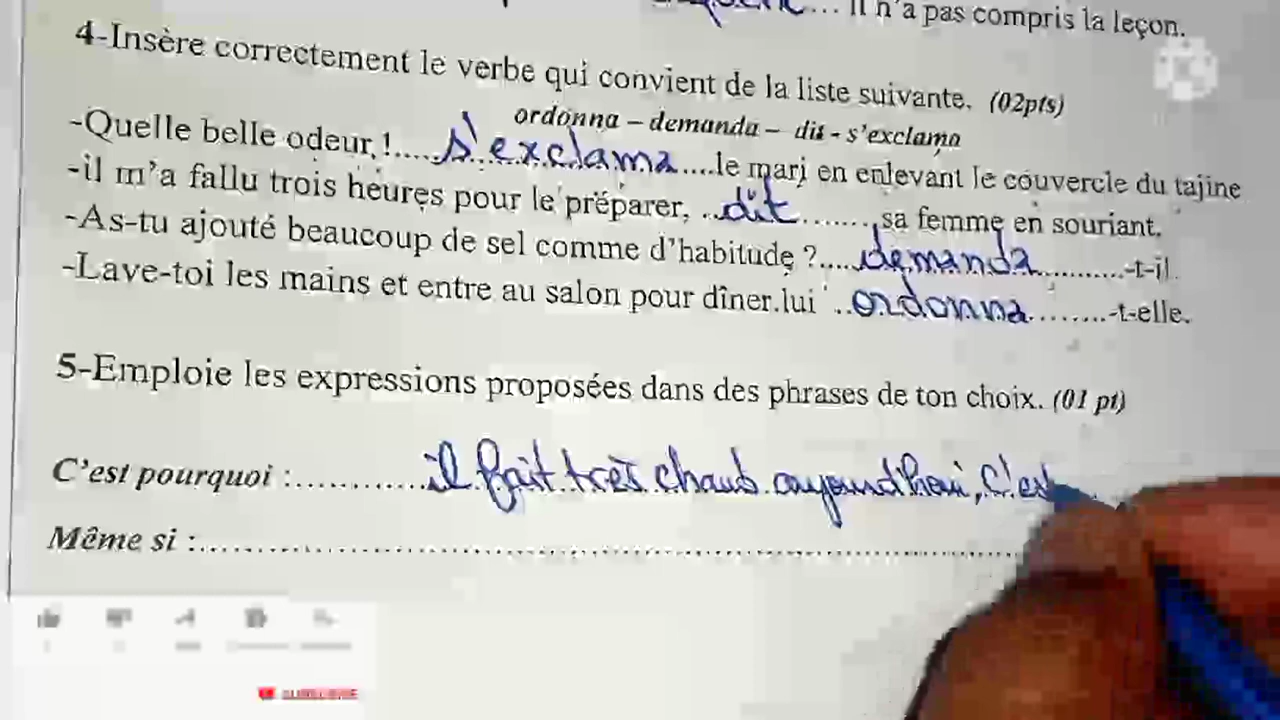 ... Il n'a pas compris la leçon.
4-Insère correctement le verbe qui convient de la liste suivante. (02pts)
ordonna – demanda – dit - s'exclama
-Quelle belle odeur !....s'exclama....le mari en enlevant le couvercle du tajine
-il m'a fallu trois heures pour le préparer, ..dit........sa femme en souriant.
-As-tu ajouté beaucoup de sel comme d'habitude ?....demanda..........-t-il.
-Lave-toi les mains et entre au salon pour dîner.lui ..ordonna........-t-elle.
5-Emploie les expressions proposées dans des phrases de ton choix. (01 pt)
C'est pourquoi :............il fait très chaud aujourd'hui, c'est
Même si :..........................................................
SUBSCRIBE